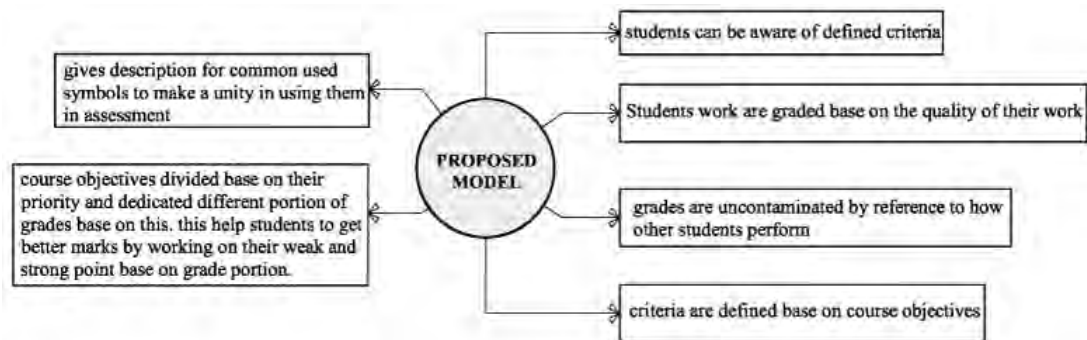 students can be aware of defined criteria
gives description for common used
symbols to make a unity in using them
in assessment
Students work are graded base on the quality of their work
PROPOSED
MODEL
course objectives divided base on their
priority and dedicated different portion of
grades base on this. this help students to get
better marks by working on their weak and
strong point base on grade portion.
grades are uncontaminated by reference to how
other students perform
criteria are defined base on course objectives